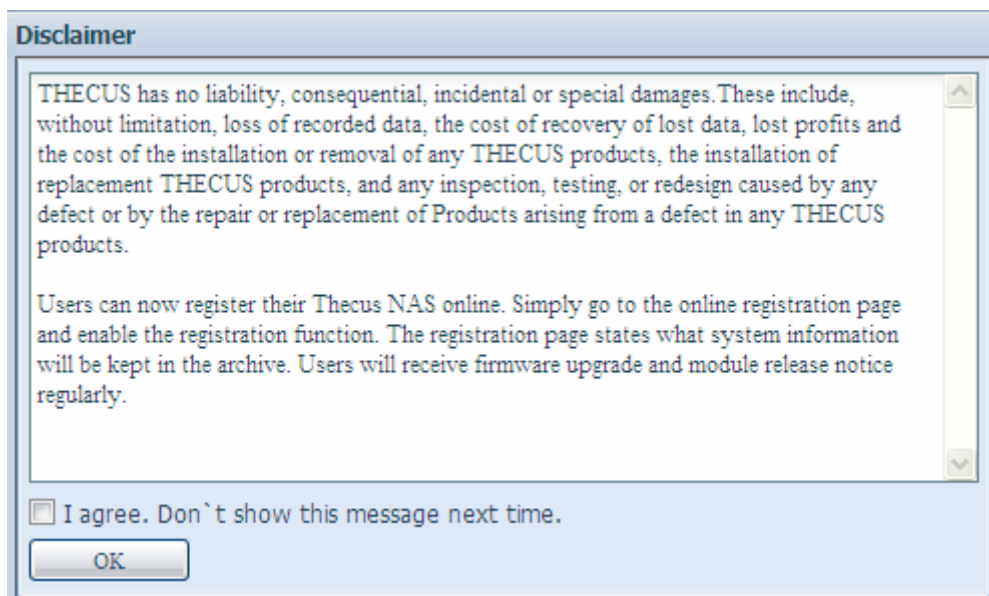 Disclaimer
THECUS has no liability, consequential, incidental or special damages.These include,
without limitation, loss of recorded data, the cost of recovery of lost data, lost profits and
the cost of the installation or removal of any THECUS products, the installation of
replacement THECUS products, and any inspection, testing, or redesign caused by any
defect or by the repair or replacement of Products arising from a defect in any THECUS
products.
Users can now register their Thecus NAS online. Simply go to the online registration page
and enable the registration function. The registration page states what system information
will be kept in the archive. Users will receive firmware upgrade and module release notice
regularly.
I agree. Don`t show this message next time.
OK